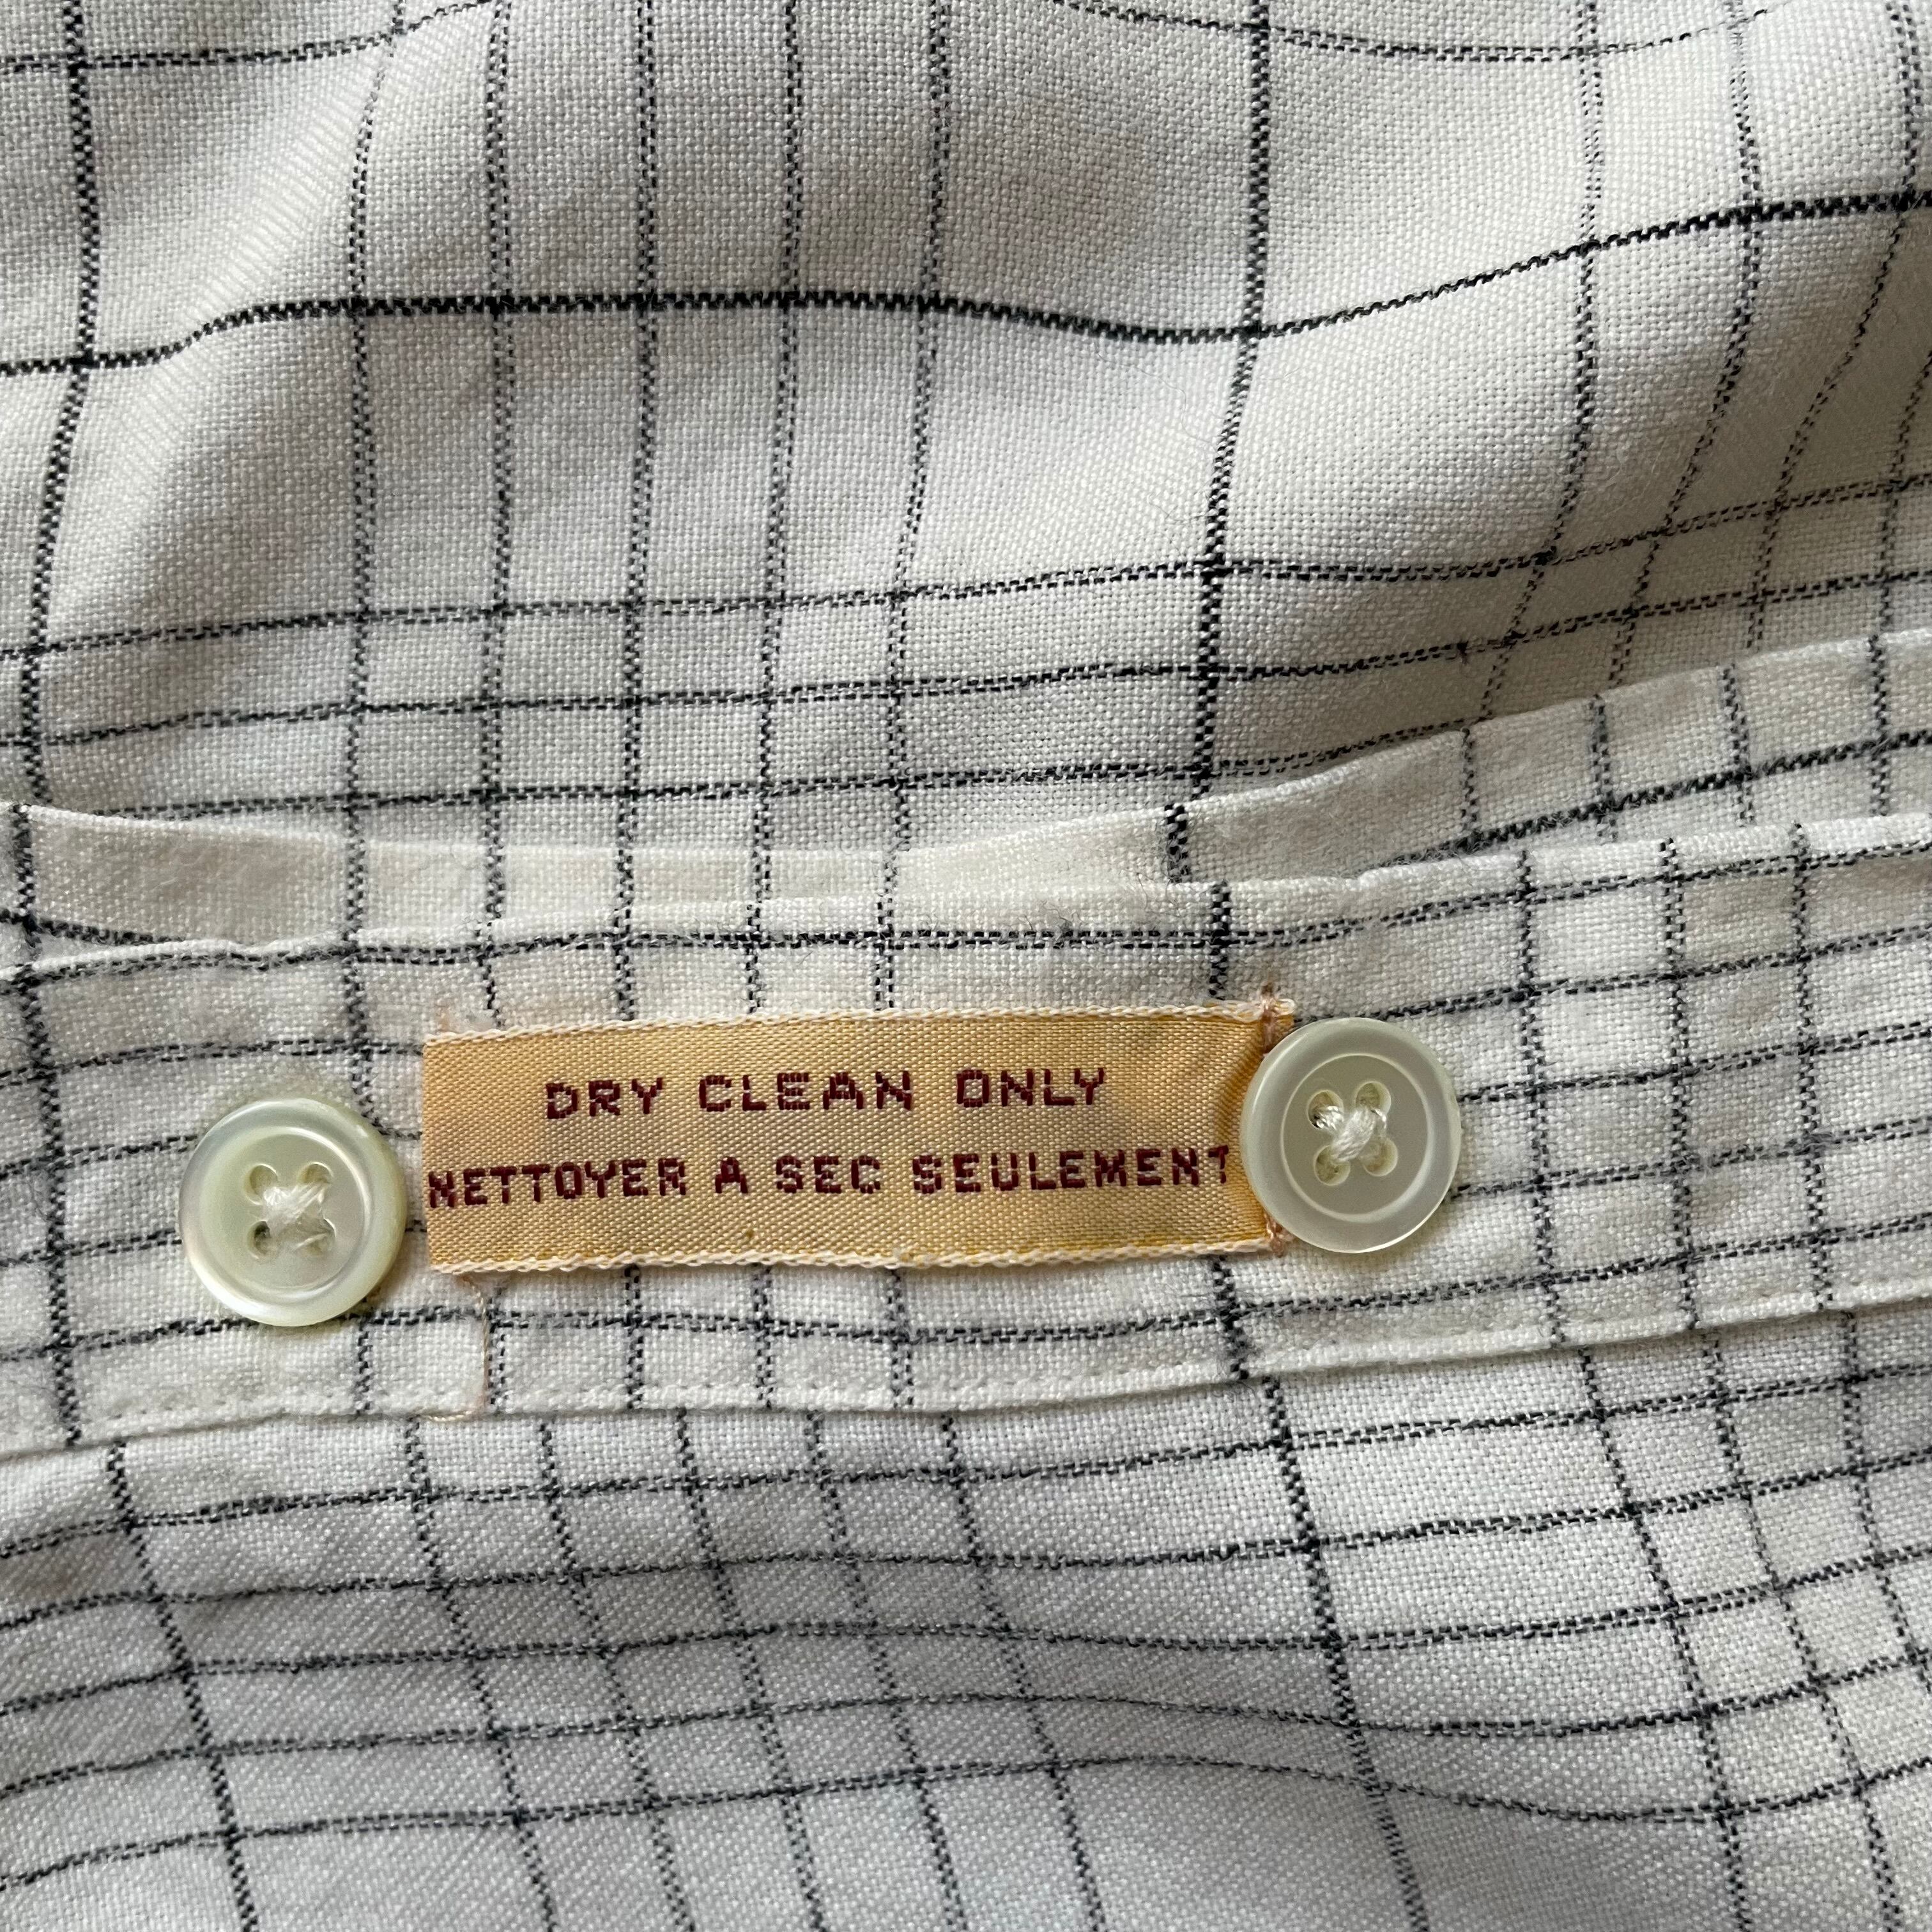 DRY CLEAN ONLY
NETTOYER A SEC SEULEMENT